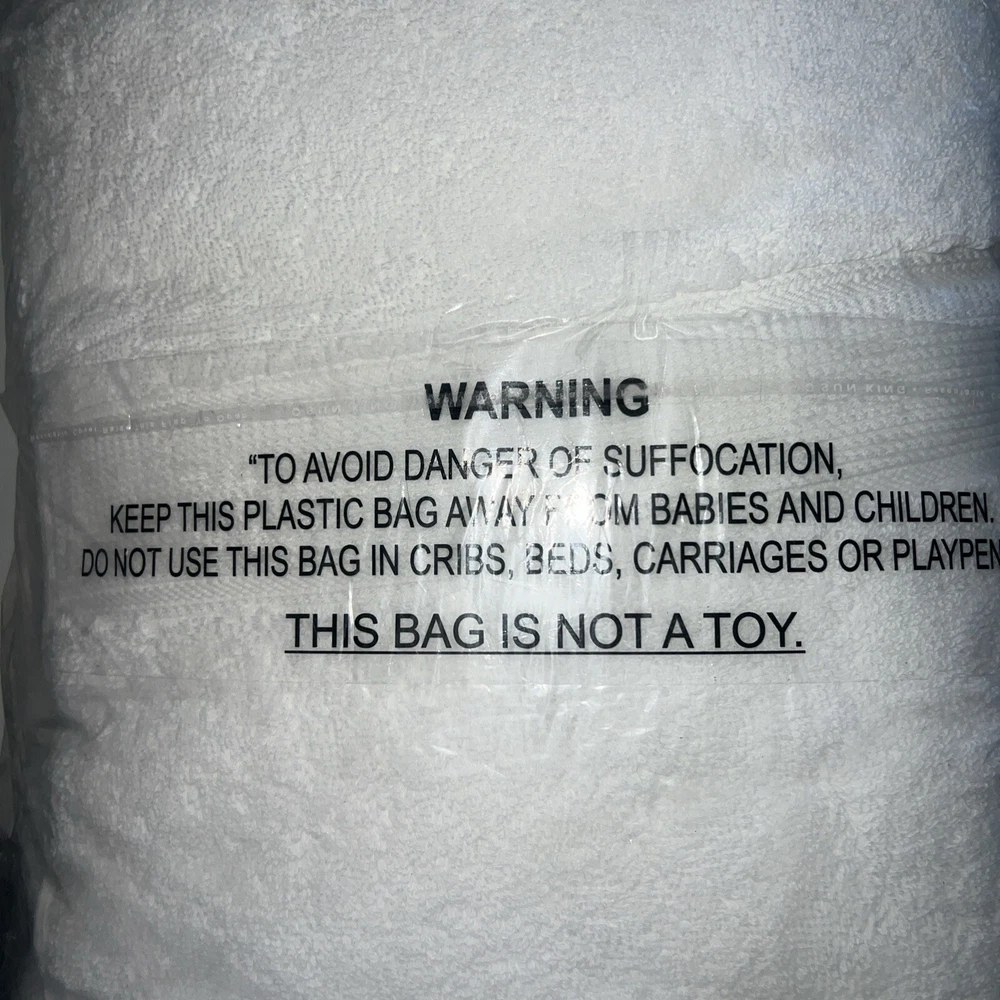 WARNING
“TO AVOID DANGER OF SUFFOCATION,
KEEP THIS PLASTIC BAG AWAY FROM BABIES AND CHILDREN.
DO NOT USE THIS BAG IN CRIBS, BEDS, CARRIAGES OR PLAYPEN
THIS BAG IS NOT A TOY.